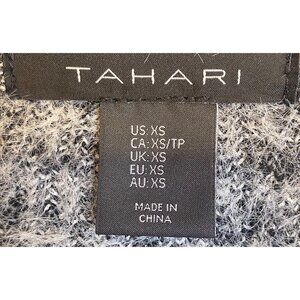 TAHARI
US: XS
CA: XS/TP
UK: XS
EU: XS
AU: XS
MADE IN
CHINA